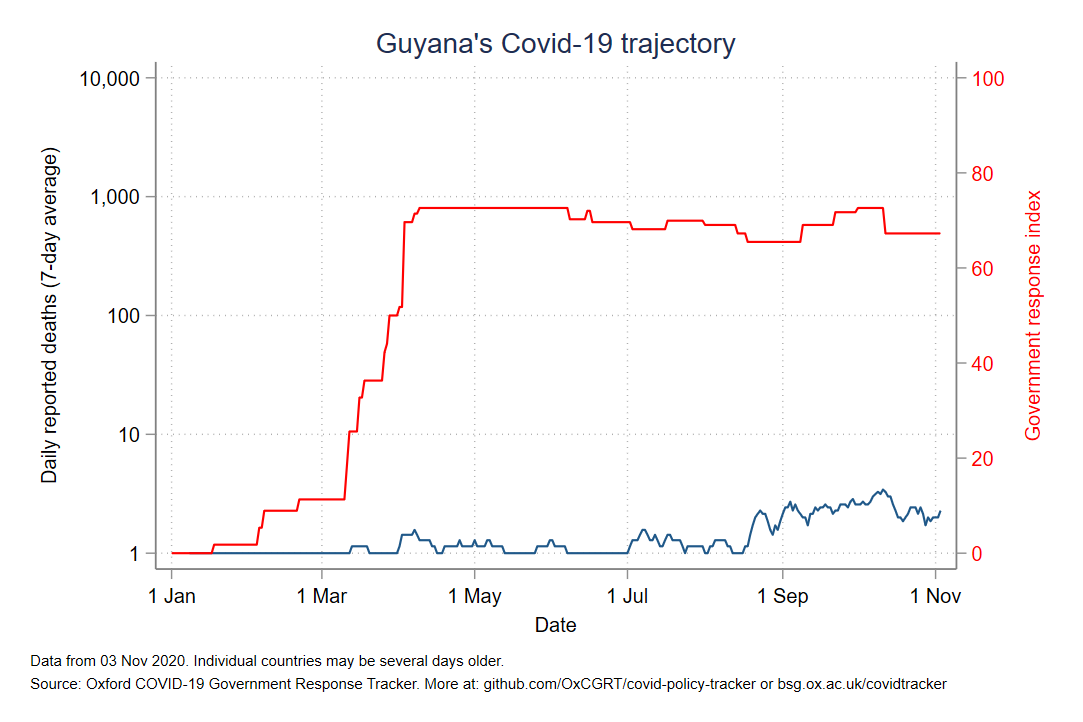 Guyana's Covid-19 trajectory
Daily reported deaths (7-day average)
10,000
1,000
100
10
1
100
80
60
40
20
0
Government response index
1 Jan
1 Mar
1 May
1 Jul
1 Sep
1 Nov
Date
Data from 03 Nov 2020. Individual countries may be several days older.
Source: Oxford COVID-19 Government Response Tracker. More at: github.com/OxCGRT/covid-policy-tracker or bsg.ox.ac.uk/covidtracker